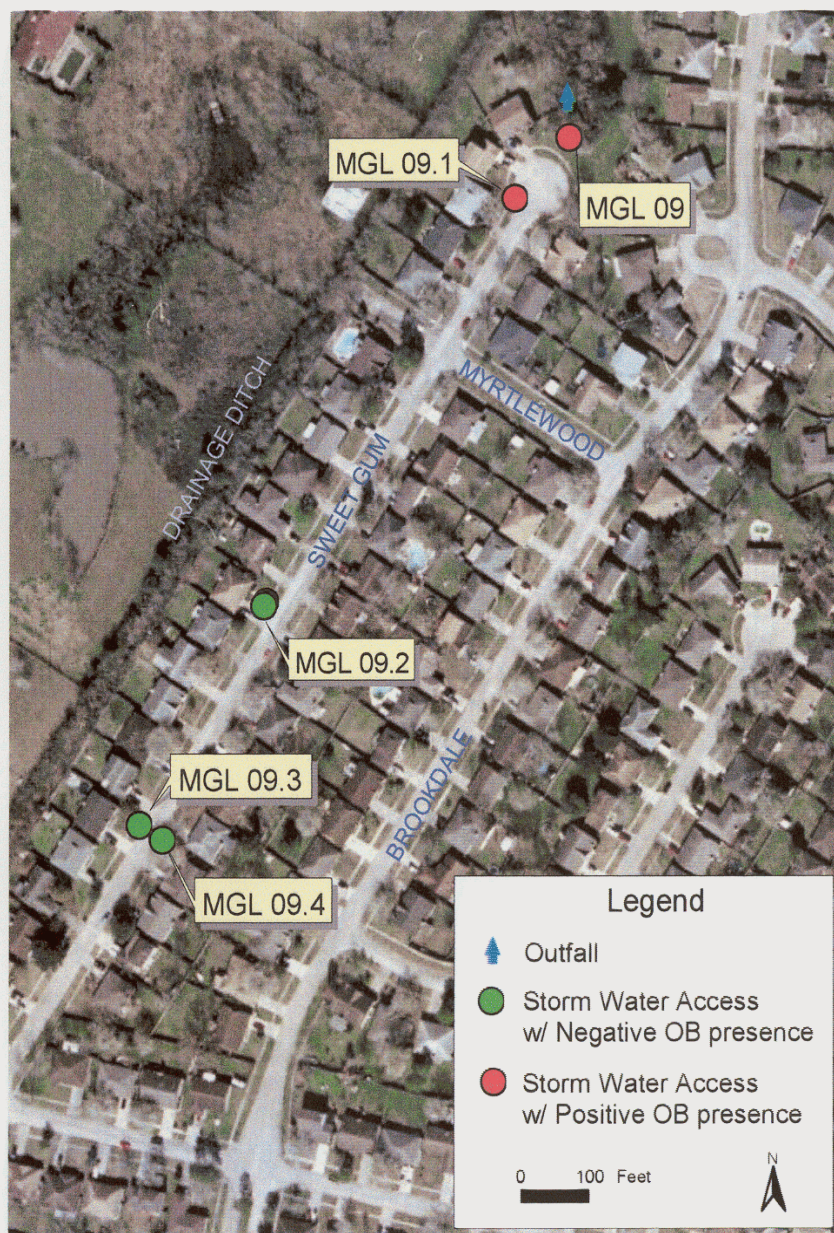 MGL 09.1
MGL 09
MYRTLEWOOD
DRAINAGE DITCH
SWEET GUM
MGL 09.2
BROOKDALE
MGL 09.3
MGL 09.4
Legend
Outfall
Storm Water Access
w/ Negative OB presence
Storm Water Access
w/ Positive OB presence
0 100 Feet
N